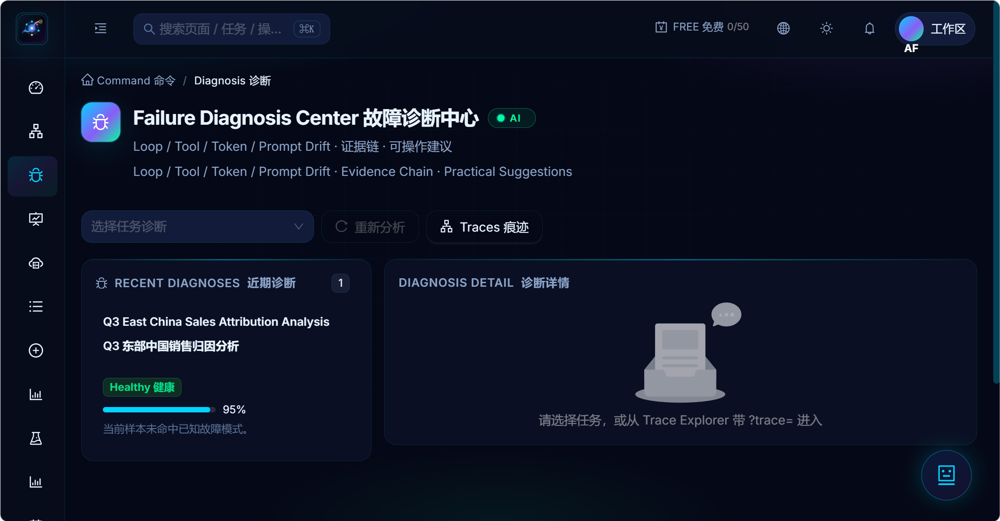 搜索页面 / 任务 / 操... ⌘K
FREE 免费 0/50
工作区
AF
Command 命令 / Diagnosis 诊断
Failure Diagnosis Center 故障诊断中心
AI
Loop / Tool / Token / Prompt Drift · 证据链 · 可操作建议
Loop / Tool / Token / Prompt Drift · Evidence Chain · Practical Suggestions
选择任务诊断
重新分析
Traces 痕迹
RECENT DIAGNOSES 近期诊断
1
Q3 East China Sales Attribution Analysis
Q3 东部中国销售归因分析
Healthy 健康
95%
当前样本未命中已知故障模式。
DIAGNOSIS DETAIL 诊断详情
请选择任务，或从 Trace Explorer 带 ?trace= 进入